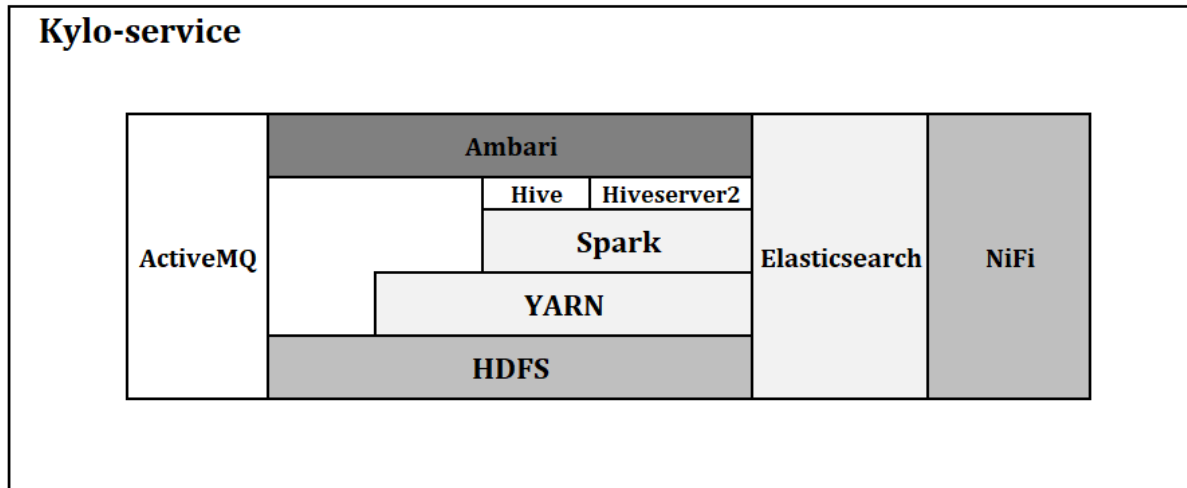 Kylo-service
Ambari
Hive
Hiveserver2
Spark
ActiveMQ
Elasticsearch
NiFi
YARN
HDFS